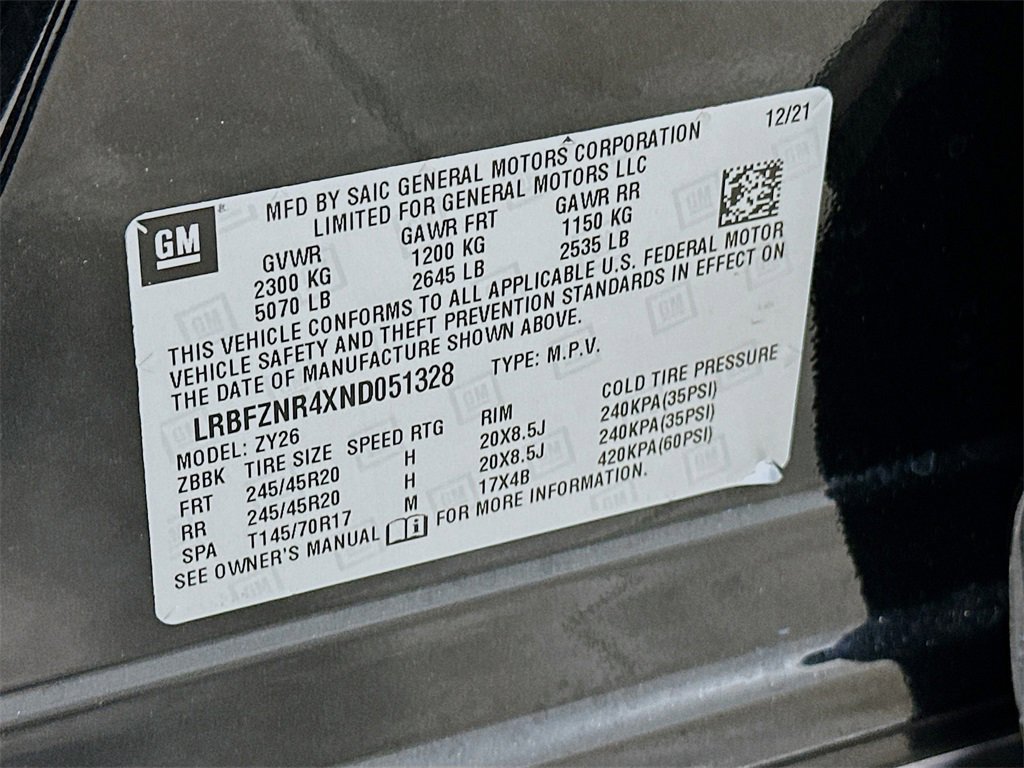 GM
12/21
MFD BY SAIC GENERAL MOTORS CORPORATION
LIMITED FOR GENERAL MOTORS LLC
GVWR GAWR FRT GAWR RR
2300 KG 1200 KG 1150 KG
5070 LB 2645 LB 2535 LB
THIS VEHICLE CONFORMS TO ALL APPLICABLE U.S. FEDERAL MOTOR
VEHICLE SAFETY AND THEFT PREVENTION STANDARDS IN EFFECT ON
THE DATE OF MANUFACTURE SHOWN ABOVE.
LRBFZNR4XND051328 TYPE: M.P.V.
MODEL: ZY26
ZBBK TIRE SIZE SPEED RTG RIM COLD TIRE PRESSURE
FRT 245/45R20 H 20X8.5J 240KPA(35PSI)
RR 245/45R20 H 20X8.5J 240KPA(35PSI)
SPA T145/70R17 M 17X4B 420KPA(60PSI)
SEE OWNER'S MANUAL i FOR MORE INFORMATION.